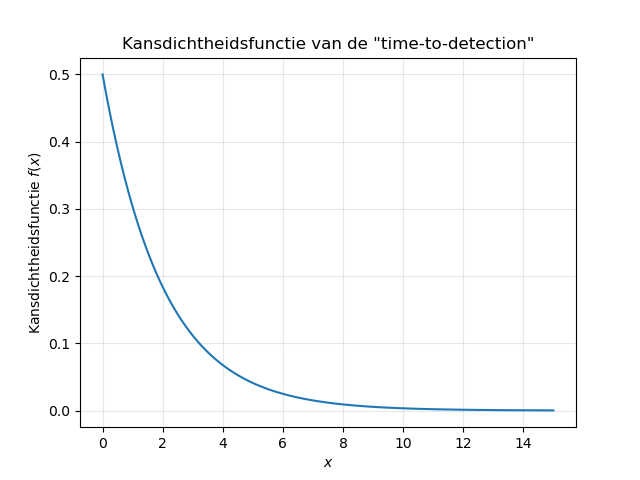 Kansdichtheidsfunctie van de "time-to-detection"
Kansdichtheidsfunctie f(x)
0.5
0.4
0.3
0.2
0.1
0.0
0 2 4 6 8 10 12 14
x